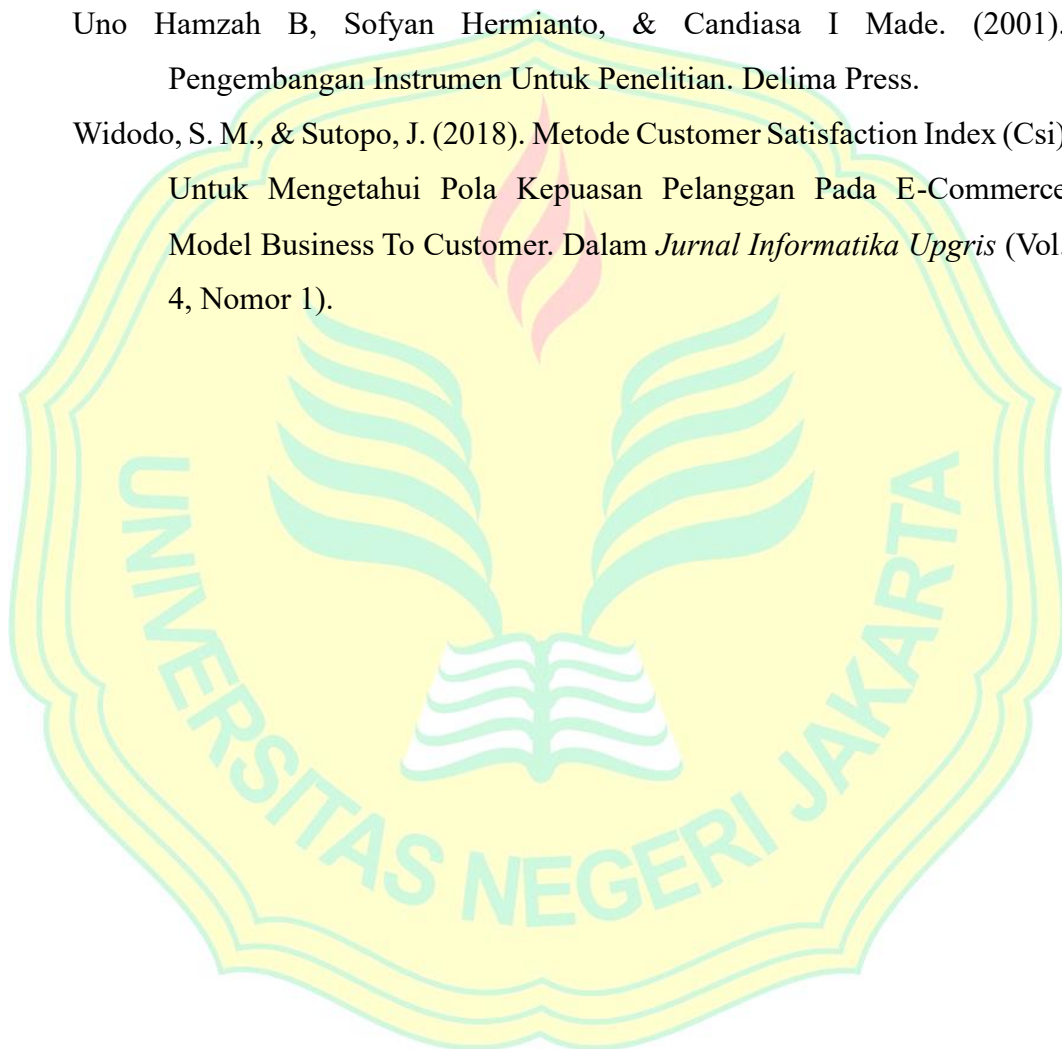 Uno Hamzah B, Sofyan Hermianto, & Candiasa I Made. (2001).
Pengembangan Instrumen Untuk Penelitian. Delima Press.
Widodo, S. M., & Sutopo, J. (2018). Metode Customer Satisfaction Index (Csi)
Untuk Mengetahui Pola Kepuasan Pelanggan Pada E-Commerce
Model Business To Customer. Dalam Jurnal Informatika Upgris (Vol.
4, Nomor 1).
UNIVERSITAS NEGERI JAKARTA